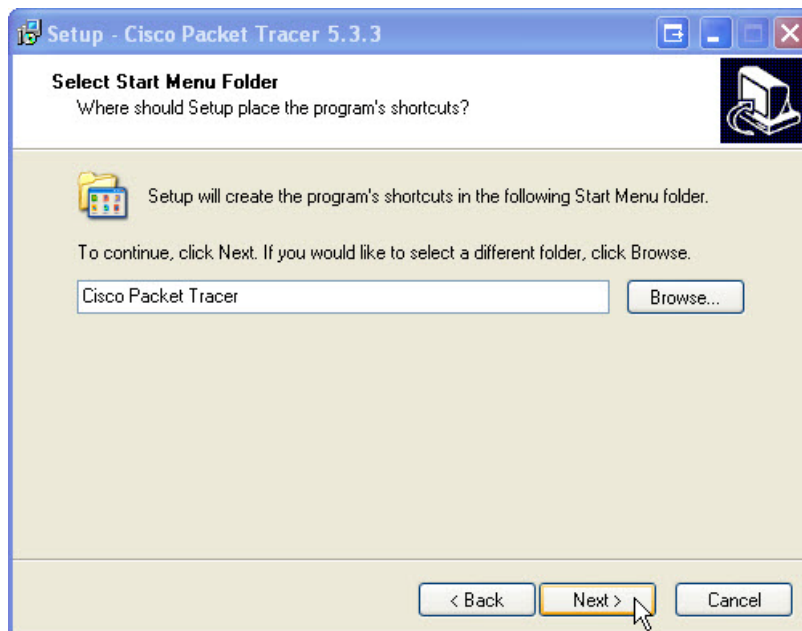 Setup - Cisco Packet Tracer 5.3.3
Select Start Menu Folder
Where should Setup place the program's shortcuts?
Setup will create the program's shortcuts in the following Start Menu folder.
To continue, click Next. If you would like to select a different folder, click Browse.
Cisco Packet Tracer
Browse...
< Back
Next >
Cancel